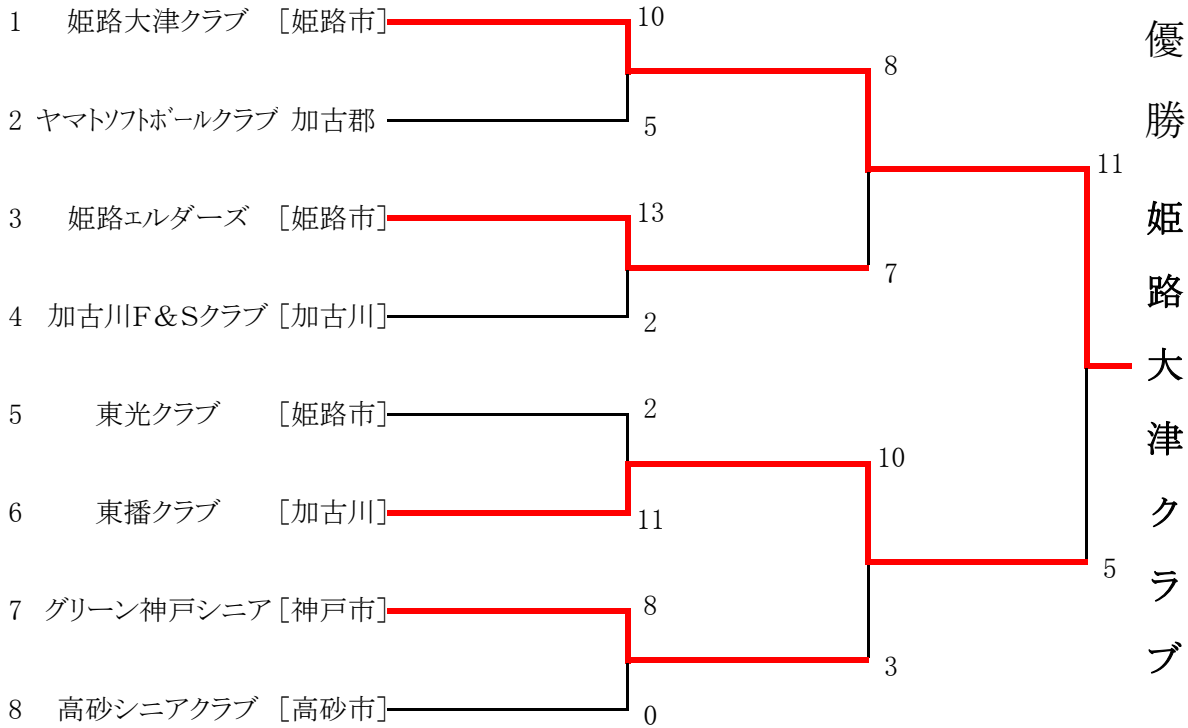 1 姫路大津クラブ [姫路市] 10
8
2 ヤマトソフトボールクラブ 加古郡 5
11
3 姫路エルダーズ [姫路市] 13
7
4 加古川F&Sクラブ [加古川] 2
5 東光クラブ [姫路市] 2
10
6 東播クラブ [加古川] 11
5
7 グリーン神戸シニア [神戸市] 8
3
8 高砂シニアクラブ [高砂市] 0
優勝 姫路大津クラブ